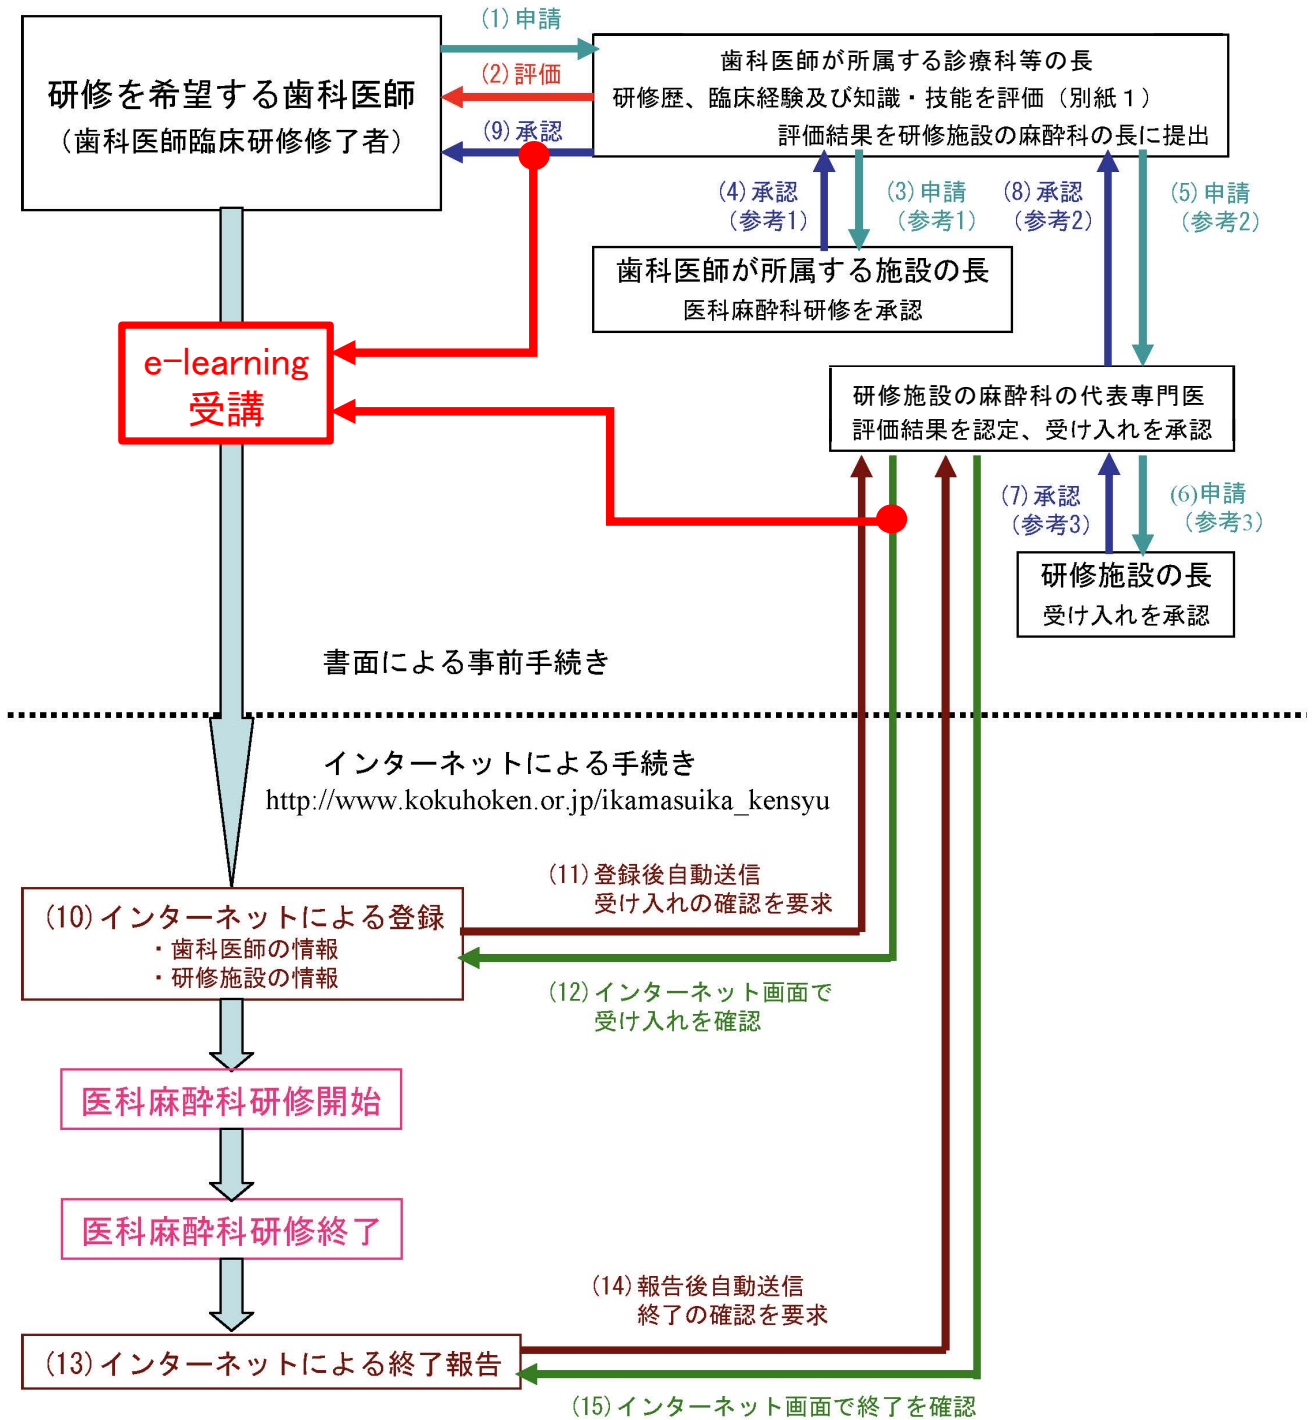 (1)申請
研修を希望する歯科医師
(歯科医師臨床研修修了者)
(2)評価
(9)承認
歯科医師が所属する診療科等の長
研修歴、臨床経験及び知識・技能を評価(別紙1)
評価結果を研修施設の麻酔科の長に提出
(4)承認
(参考1)
(3)申請
(参考1)
(8)承認
(参考2)
(5)申請
(参考2)
歯科医師が所属する施設の長
医科麻酔科研修を承認
e-learning
受講
研修施設の麻酔科の代表専門医
評価結果を認定、受け入れを承認
(7)承認
(参考3)
(6)申請
(参考3)
研修施設の長
受け入れを承認
書面による事前手続き
インターネットによる手続き
http://www.kokuhoken.or.jp/ikamasuika_kensyu
(11)登録後自動送信
受け入れの確認を要求
(10)インターネットによる登録
・歯科医師の情報
・研修施設の情報
(12)インターネット画面で
受け入れを確認
医科麻酔科研修開始
医科麻酔科研修終了
(14)報告後自動送信
終了の確認を要求
(13)インターネットによる終了報告
(15)インターネット画面で終了を確認